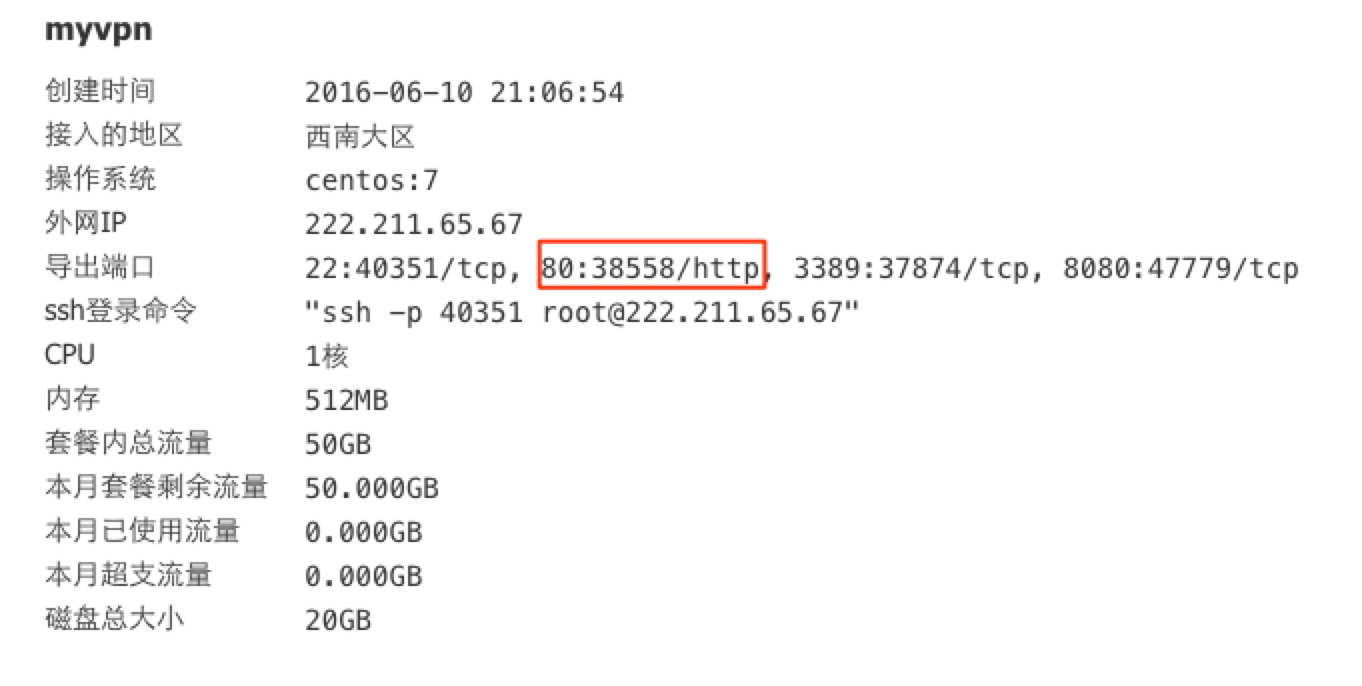 myvpn
创建时间 2016-06-10 21:06:54
接入的地区 西南大区
操作系统 centos:7
外网IP 222.211.65.67
导出端口 22:40351/tcp, 80:38558/http, 3389:37874/tcp, 8080:47779/tcp
ssh登录命令 "ssh -p 40351 root@222.211.65.67"
CPU 1核
内存 512MB
套餐内总流量 50GB
本月套餐剩余流量 50.000GB
本月已使用流量 0.000GB
本月超支流量 0.000GB
磁盘总大小 20GB